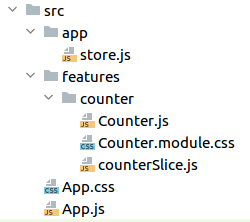 src
app
store.js
features
counter
Counter.js
Counter.module.css
counterSlice.js
App.css
App.js